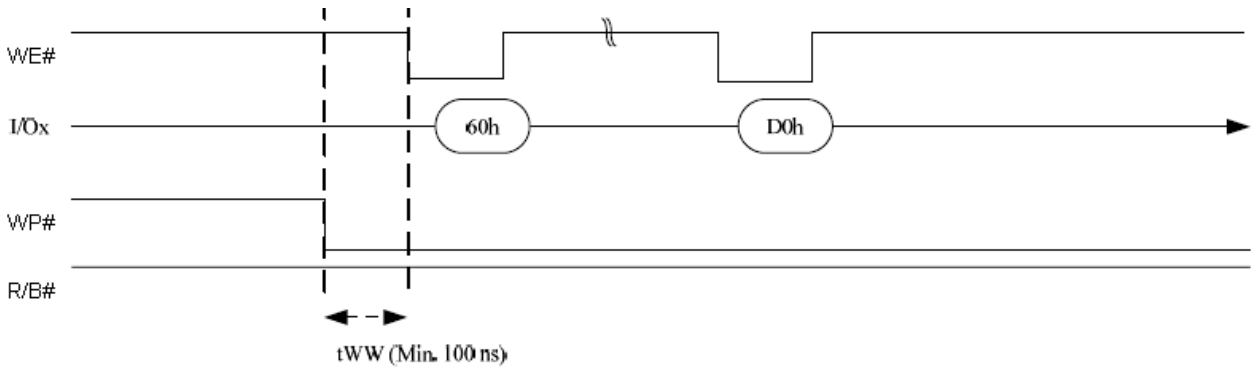 WE#
I/Ox
60h
D0h
WP#
R/B#
tWW (Min. 100 ns)